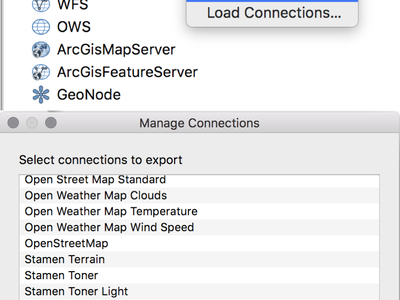 WFS
Load Connections...
OWS
ArcGisMapServer
ArcGisFeatureServer
GeoNode
Manage Connections
Select connections to export
Open Street Map Standard
Open Weather Map Clouds
Open Weather Map Temperature
Open Weather Map Wind Speed
OpenStreetMap
Stamen Terrain
Stamen Toner
Stamen Toner Light